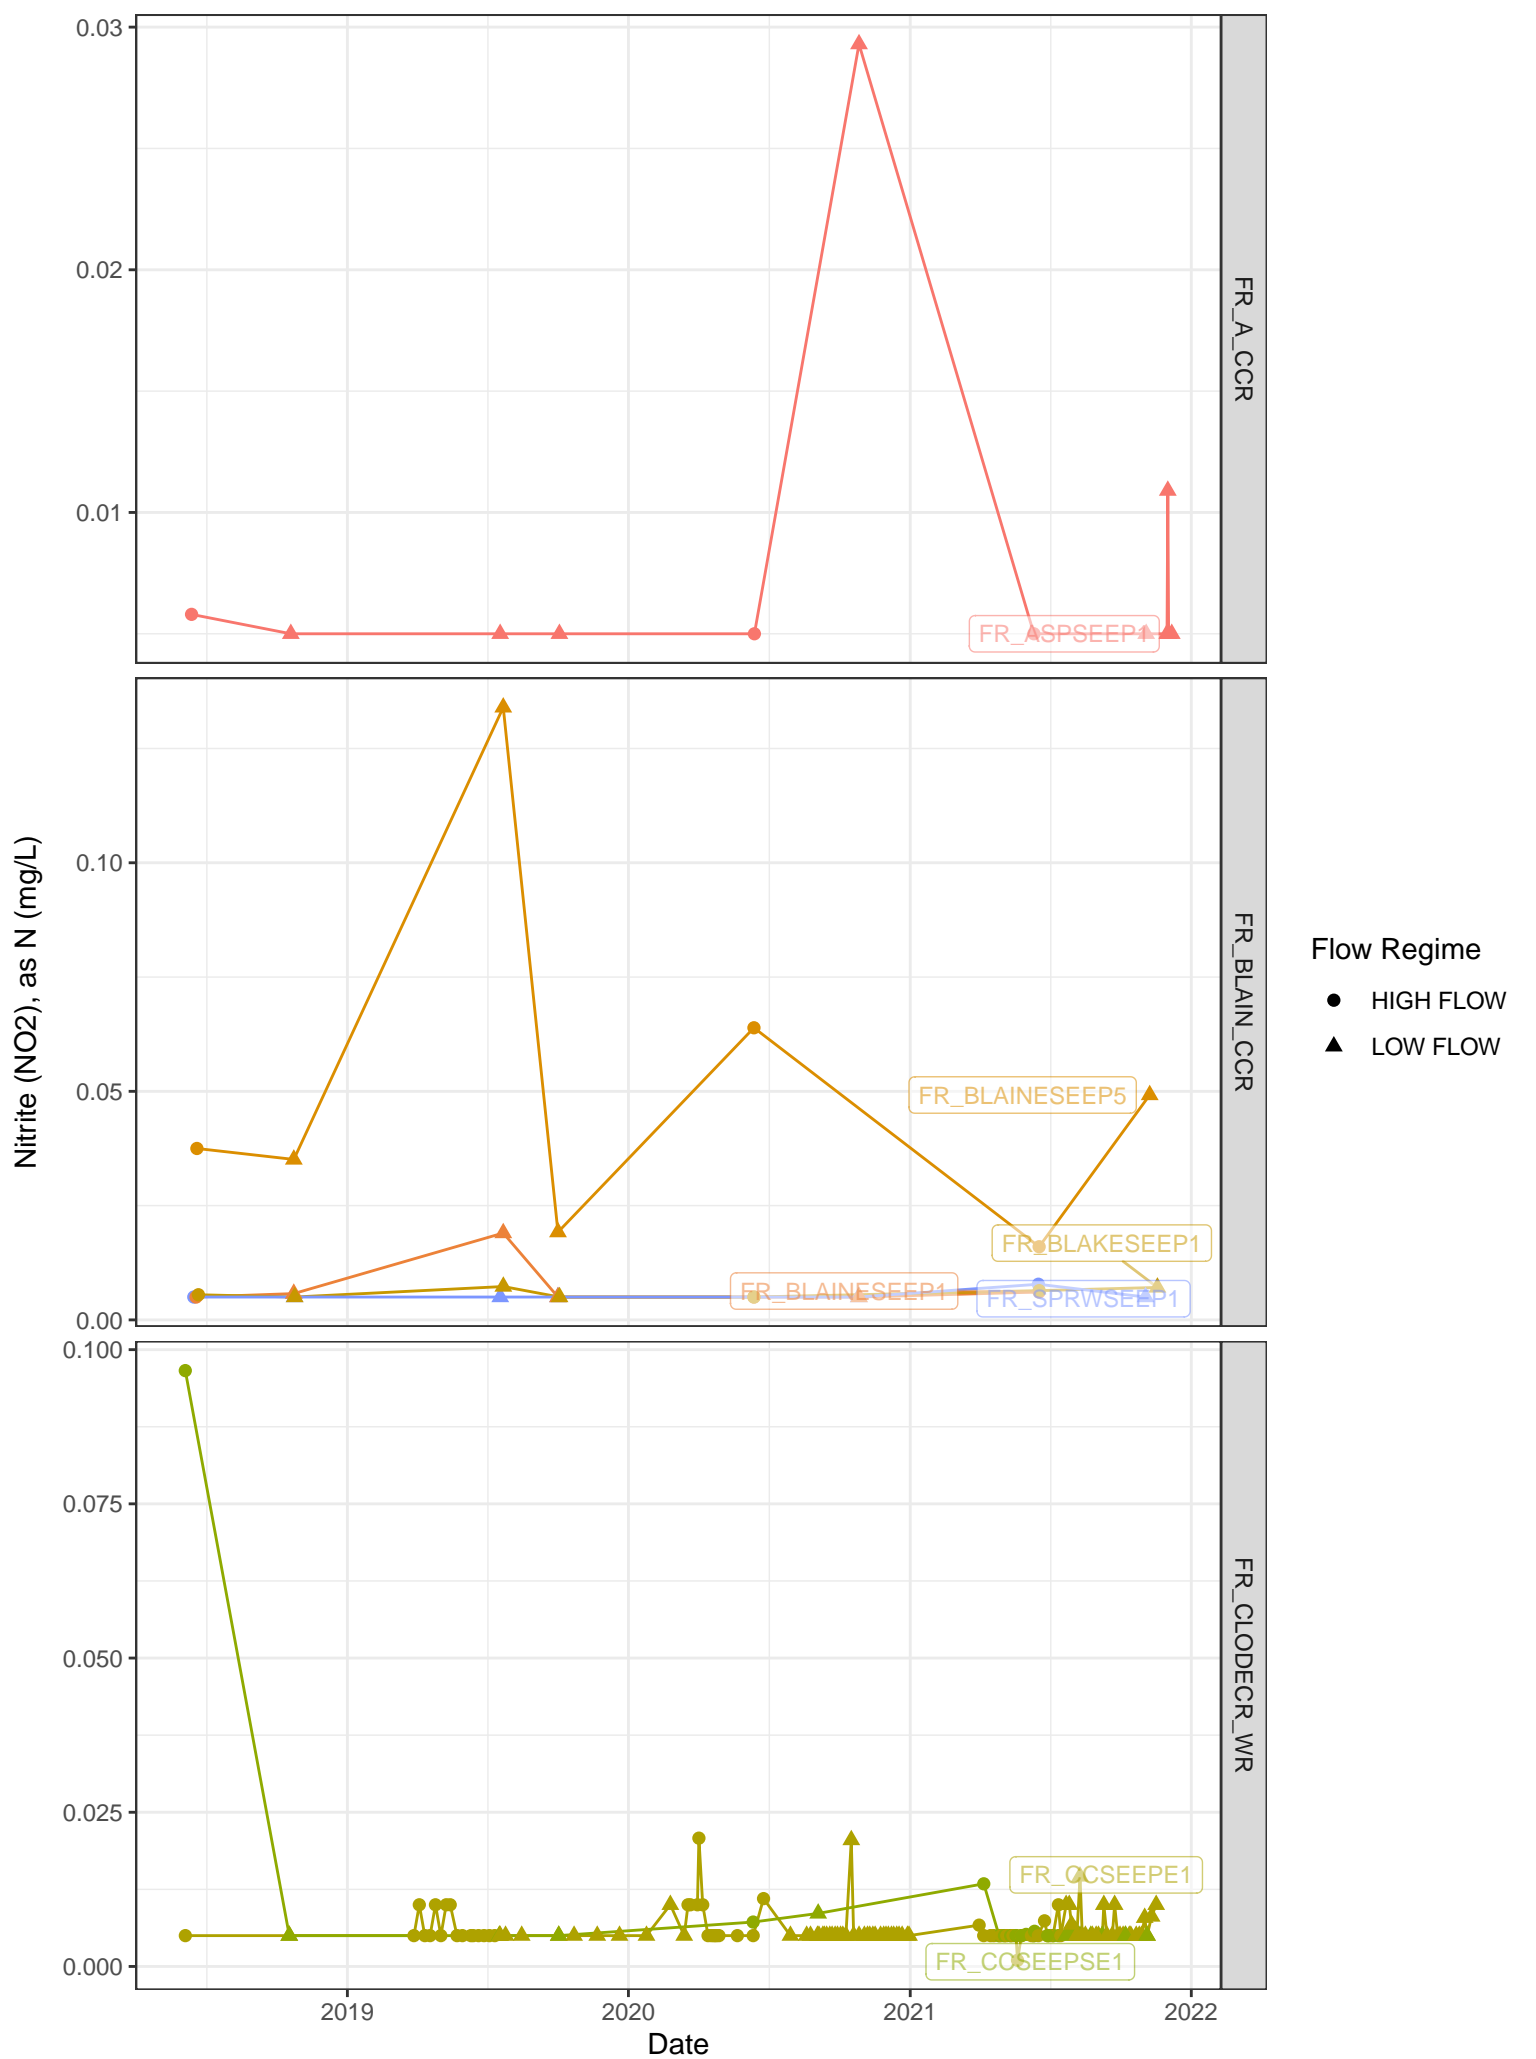 Nitrite (NO2), as N (mg/L)
0.03
0.02
0.01
FR_ASPSEEP1
FR_A_CCR
0.10
0.05
0.00
FR_BLAINESEEP5
FR_BLAKESEEP1
FR_BLAINESEEP1
FR_SPRWSEEP1
FR_BLAIN_CCR
0.100
0.075
0.050
0.025
0.000
FR_CCSEEPE1
FR_CCSEEPSE1
FR_CLODECR_WR
2019
2020
2021
2022
Date
Flow Regime
HIGH FLOW
LOW FLOW